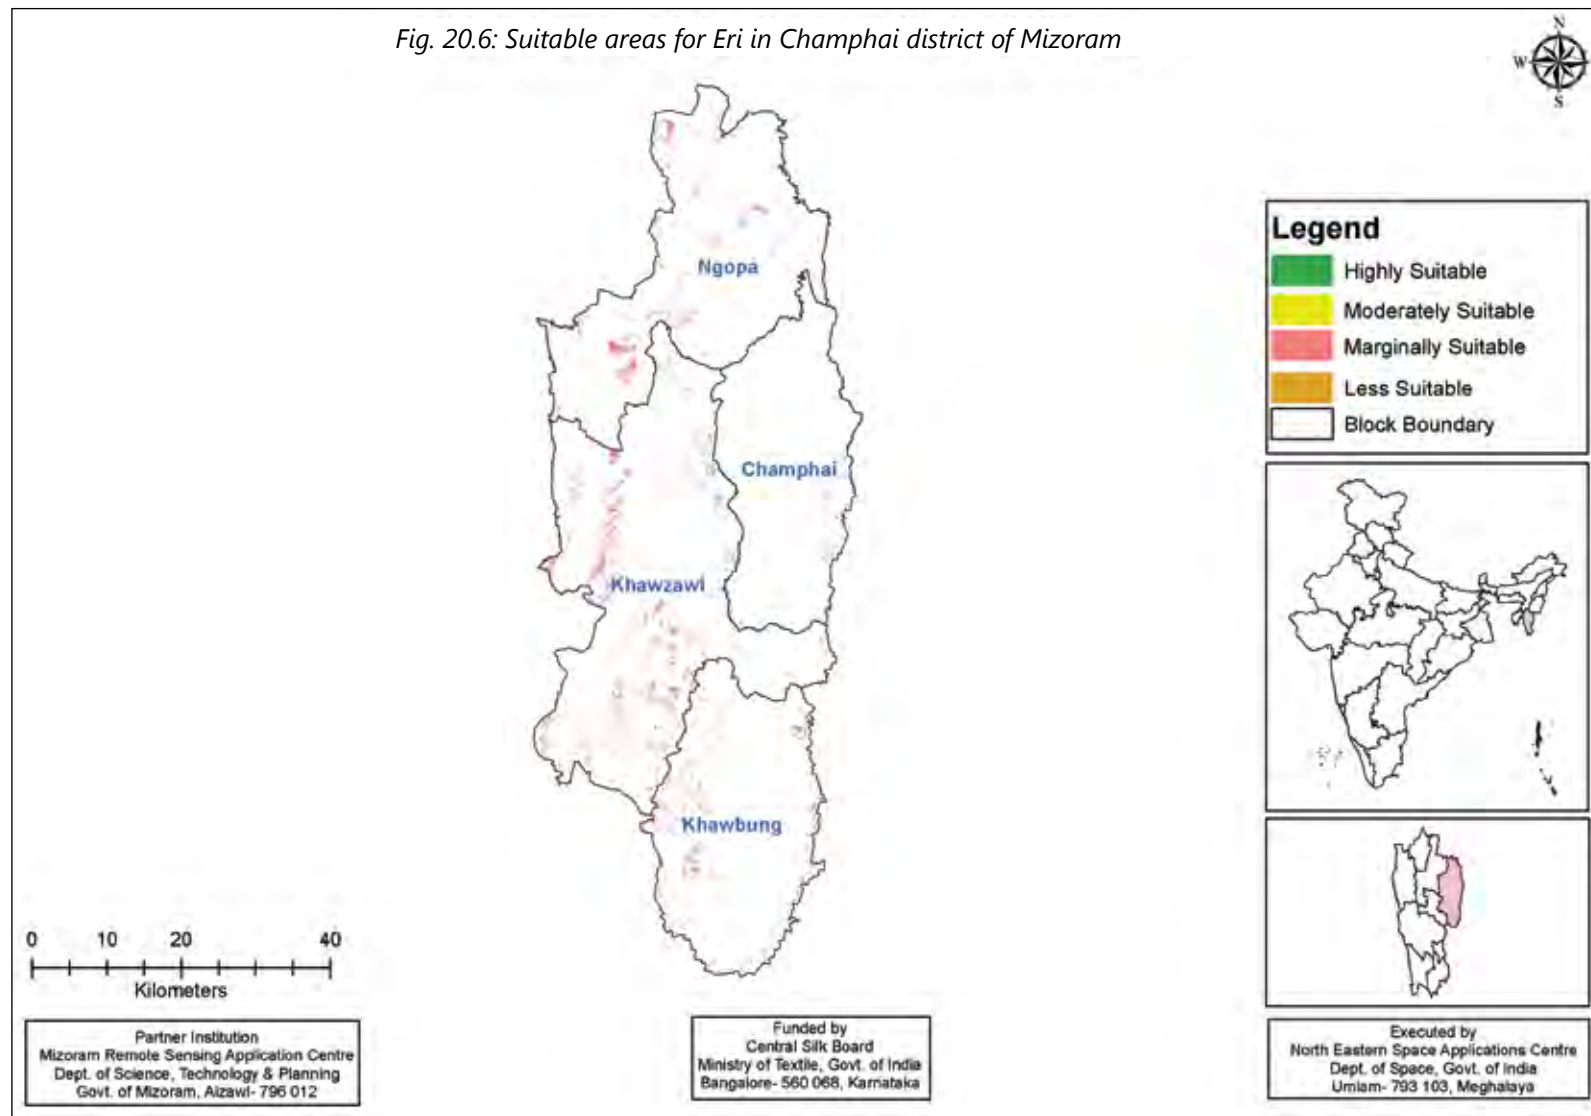 Fig. 20.6: Suitable areas for Eri in Champhai district of Mizoram
N
W
S
Ngopa
Champhai
Khawzawl
Khawbung
Legend
Highly Suitable
Moderately Suitable
Marginally Suitable
Less Suitable
Block Boundary
0 10 20 40
Kilometers
Partner Institution
Mizoram Remote Sensing Application Centre
Dept. of Science, Technology & Planning
Govt. of Mizoram, Aizawl- 796 012
Funded by
Central Silk Board
Ministry of Textile, Govt. of India
Bangalore- 560 068, Karnataka
Executed by
North Eastern Space Applications Centre
Dept. of Space, Govt. of India
Umiam- 793 103, Meghalaya